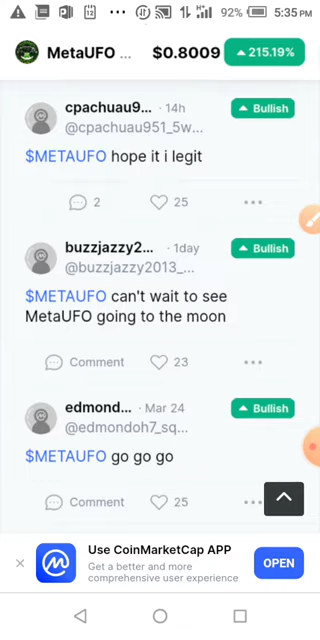 92% 5:35 PM
MetaUFO ... $0.8009 215.19%
cpachuau9... · 14h Bullish
@cpachuau951_5w...
$METAUFO hope it i legit
2 25 •••
buzzjazzy2... · 1day Bullish
@buzzjazzy2013_...
$METAUFO can't wait to see
MetaUFO going to the moon
Comment 23 •••
edmond... · Mar 24 Bullish
@edmondoh7_sq...
$METAUFO go go go
Comment 25 •••
Use CoinMarketCap APP
Get a better and more
comprehensive user experience
OPEN